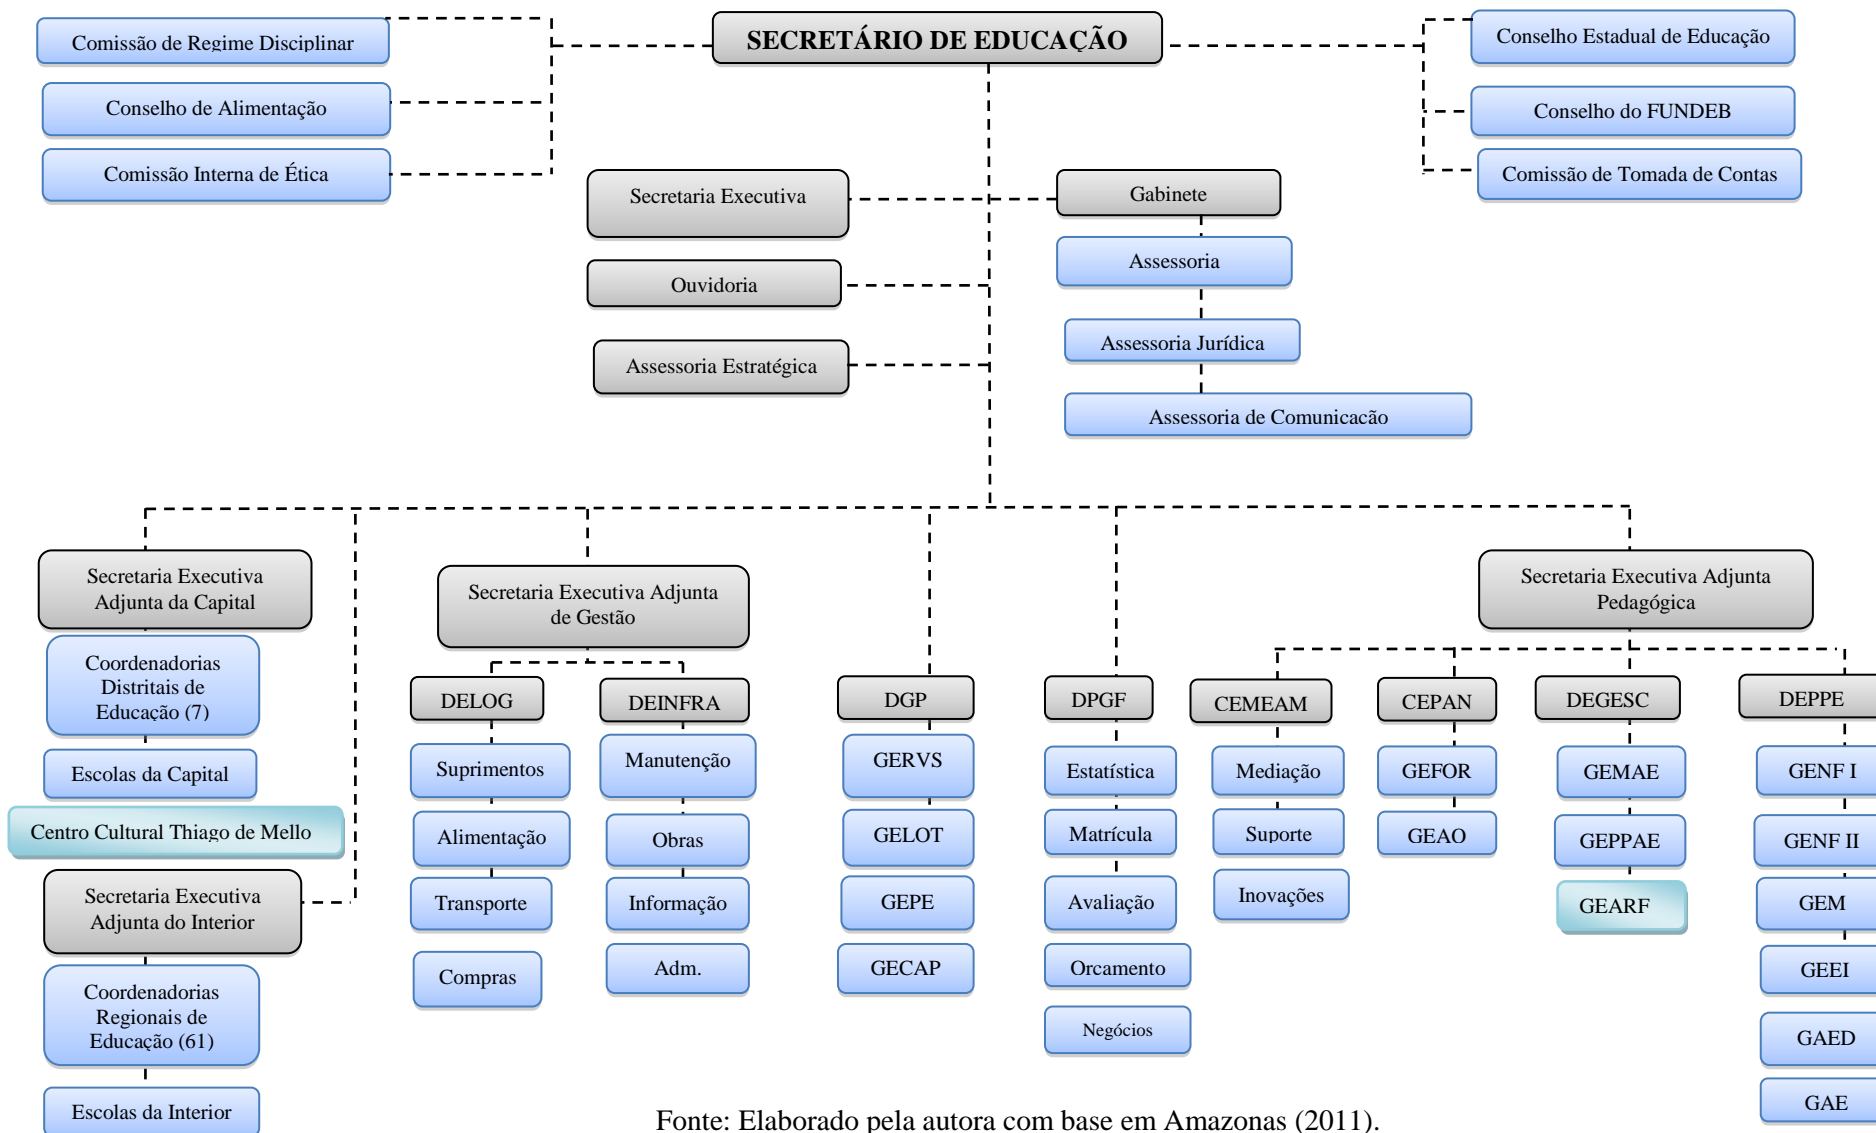 SECRETÁRIO DE EDUCAÇÃO
Comissão de Regime Disciplinar
Conselho de Alimentação
Comissão Interna de Ética
Conselho Estadual de Educação
Conselho do FUNDEB
Comissão de Tomada de Contas
Secretaria Executiva
Gabinete
Assessoria
Ouvidoria
Assessoria Jurídica
Assessoria Estratégica
Assessoria de Comunicacão
Secretaria Executiva
Adjunta da Capital
Coordenadorias
Distritais de
Educação (7)
Escolas da Capital
Centro Cultural Thiago de Mello
Secretaria Executiva
Adjunta do Interior
Coordenadorias
Regionais de
Educação (61)
Escolas da Interior
Secretaria Executiva Adjunta
de Gestão
DELOG
Suprimentos
Alimentação
Transporte
Compras
DEINFRA
Manutenção
Obras
Informação
Adm.
DGP
GERVS
GELOT
GEPE
GECAP
DPGF
Estatística
Matrícula
Avaliação
Orcamento
Negócios
Secretaria Executiva Adjunta
Pedagógica
CEMEAM
Mediação
Suporte
Inovações
CEPAN
GEFOR
GEAO
DEGESC
GEMAE
GEPPAE
GEARF
DEPPE
GENF I
GENF II
GEM
GEEI
GAED
GAE
Fonte: Elaborado pela autora com base em Amazonas (2011).